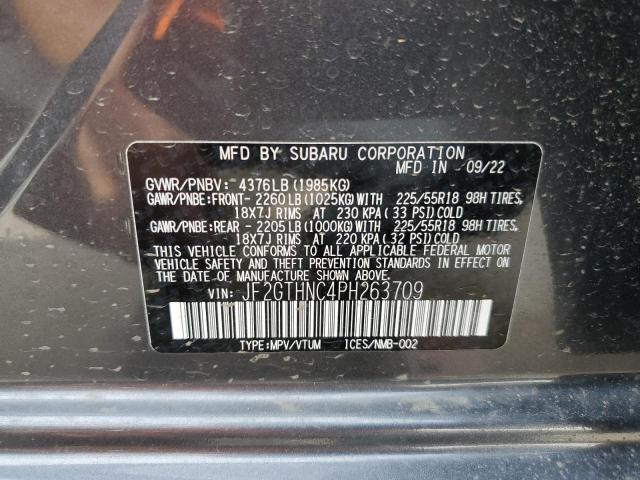 MFD BY SUBARU CORPORATION
MFD IN 09/22
GVWR/PNBV: 4376LB(1985KG)
GAWR/PNBE:FRONT- 2260LB(1025KG)WITH 225/55R18 98H TIRES,
18X7J RIMS AT 230 KPA (33 PSI)COLD
GAWR/PNBE:REAR - 2205LB(1000KG)WITH 225/55R18 98H TIRES,
18X7J RIMS AT 220 KPA (32 PSI)COLD
THIS VEHICLE CONFORMS TO ALL APPLICABLE FEDERAL MOTOR
VEHICLE SAFETY, BUMPER, AND THEFT PREVENTION STANDARDS IN EFFECT
ON THE DATE OF MANUFACTURE SHOWN ABOVE.
VIN: JF2GTHNC4PH263709
TYPE:MPV/VTUM ICES/NMB-002